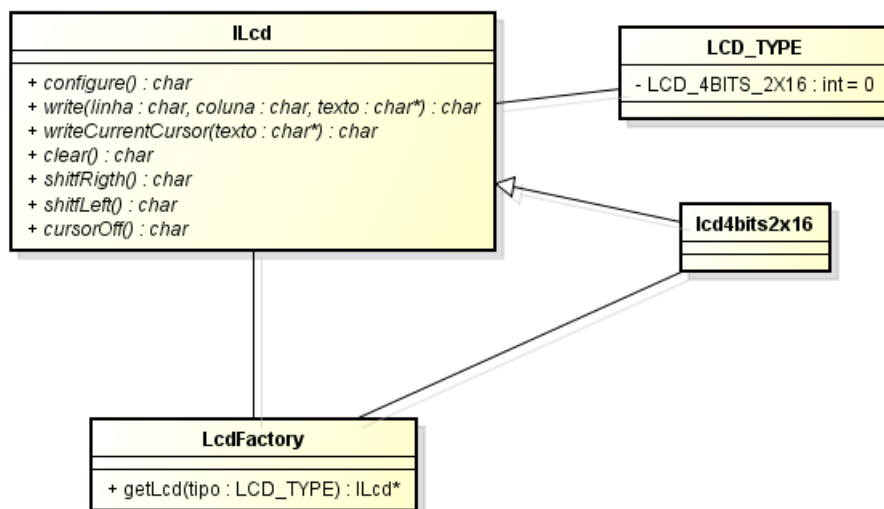 ILcd
+ configure() : char
+ write(linha : char, coluna : char, texto : char*) : char
+ writeCurrentCursor(texto : char*) : char
+ clear() : char
+ shitfRigth() : char
+ shitfLeft() : char
+ cursorOff() : char
LCD_TYPE
- LCD_4BITS_2X16 : int = 0
lcd4bits2x16
LcdFactory
+ getLcd(tipo : LCD_TYPE) : ILcd*